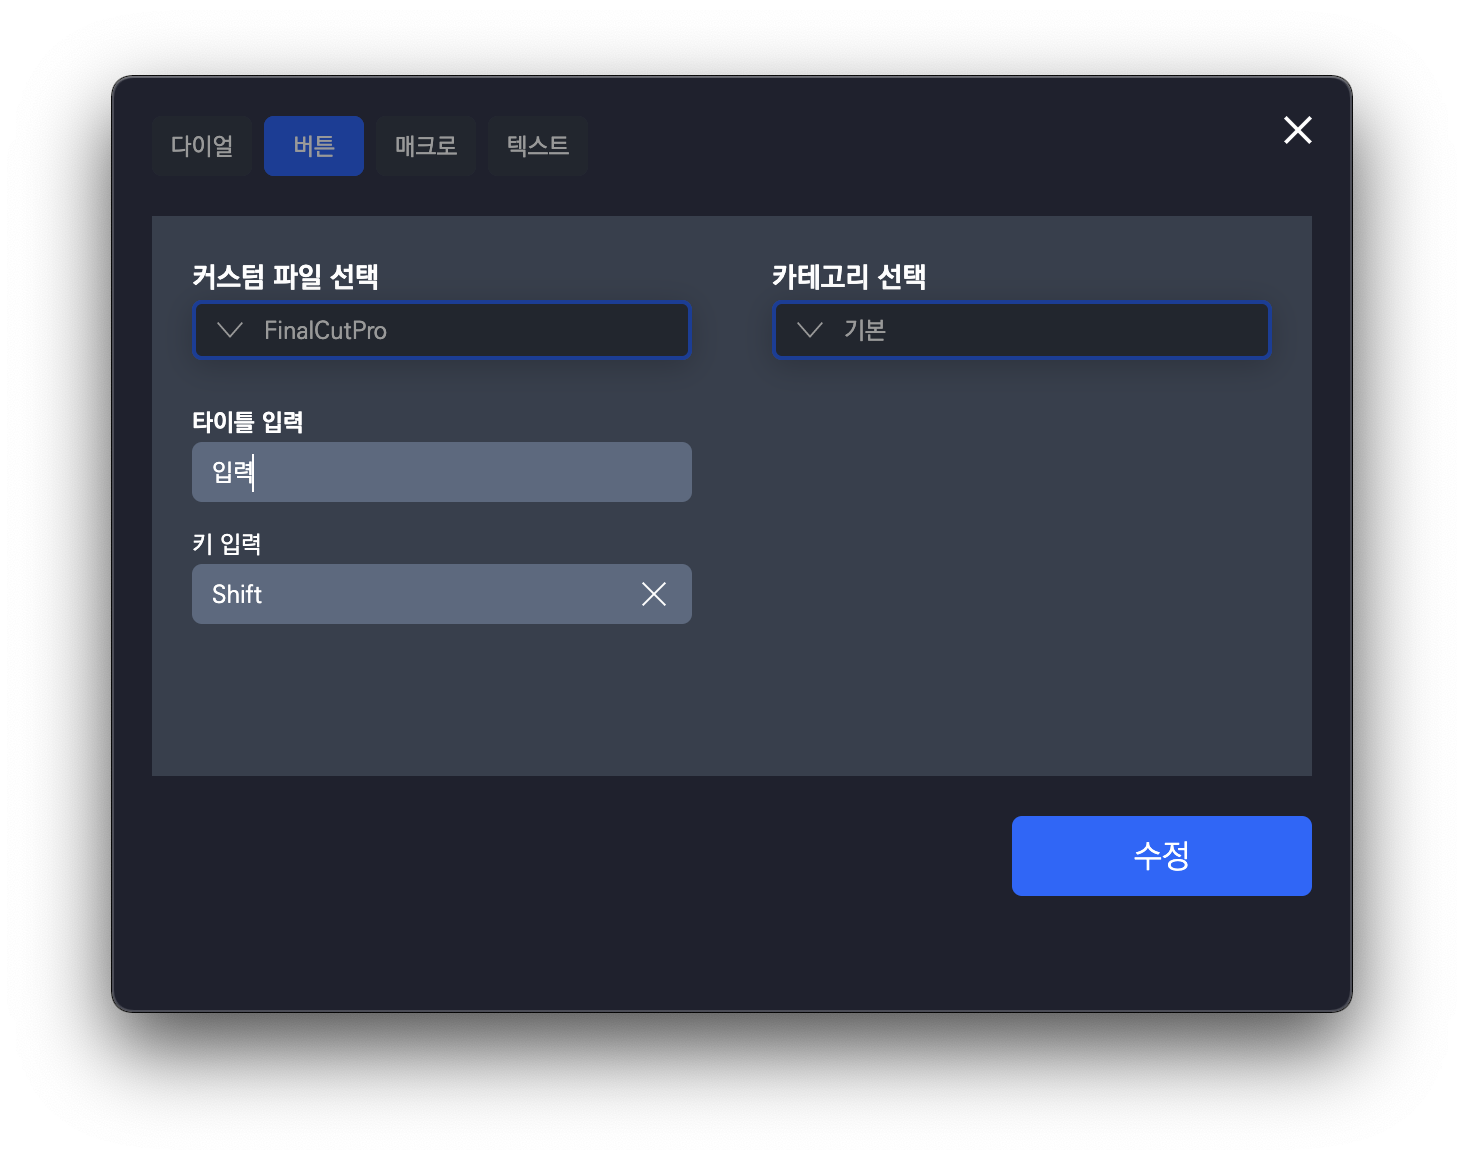 다이얼 버튼 매크로 텍스트
커스텀 파일 선택
FinalCutPro
카테고리 선택
기본
타이틀 입력
입력
키 입력
Shift
수정